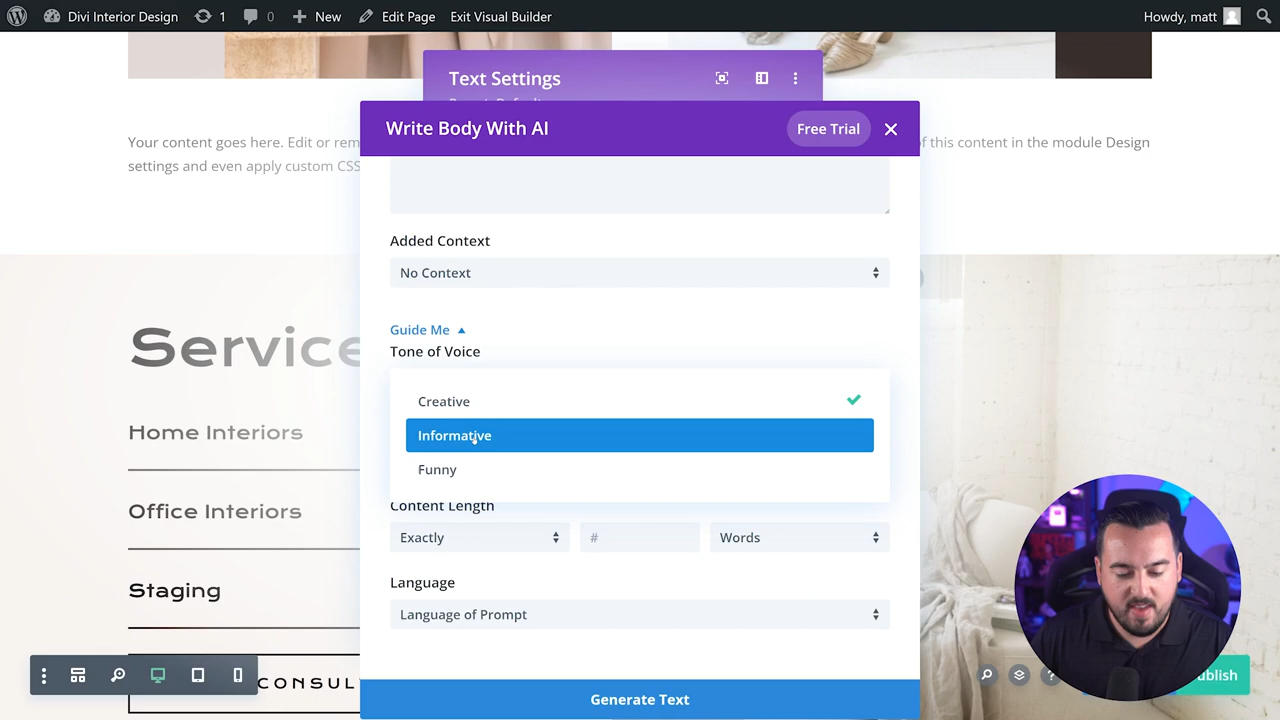 Divi Interior Design 1 0 New Edit Page Exit Visual Builder Howdy, matt
Text Settings
Write Body With AI Free Trial
Your content goes here. Edit or rem of this content in the module Design
settings and even apply custom CSS
Added Context
No Context
Guide Me
Tone of Voice
Service
Creative
Home Interiors
Informative
Funny
Content Length
Office Interiors
Exactly # Words
Language
Staging
Language of Prompt
CONSUL
?
ublish
Generate Text